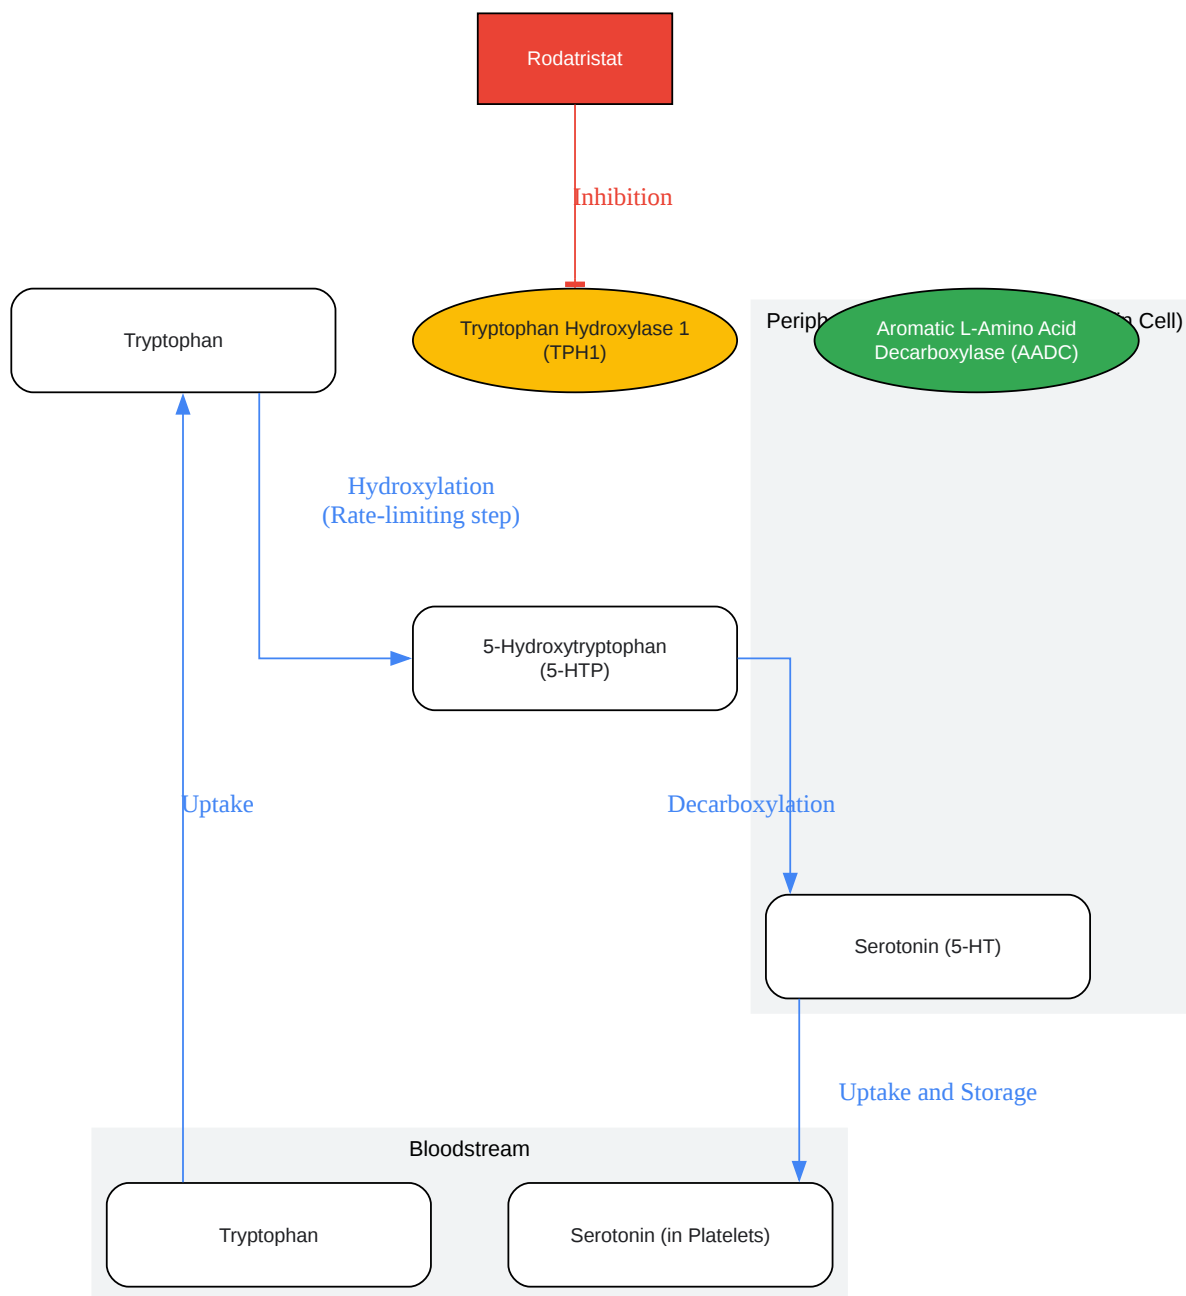 Rodatristat
Inhibition
Tryptophan
Tryptophan Hydroxylase 1
(TPH1)
Cell)
Aromatic L-Amino Acid
Decarboxylase (AADC)
Hydroxylation
(Rate-limiting step)
5-Hydroxytryptophan
(5-HTP)
Uptake
Decarboxylation
Serotonin (5-HT)
Uptake and Storage
Bloodstream
Tryptophan
Serotonin (in Platelets)